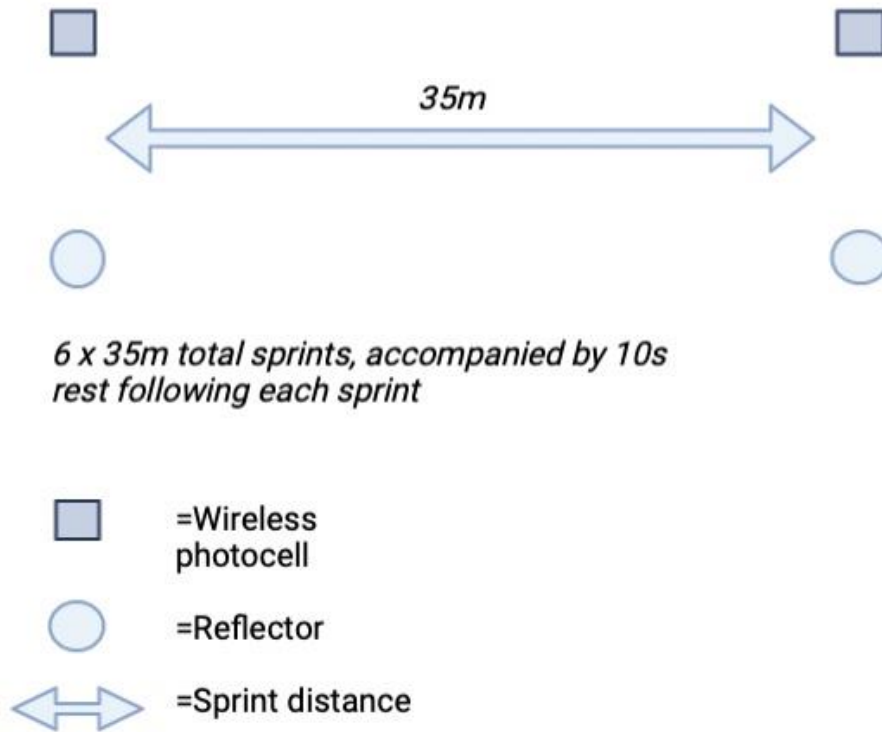 35m
6 x 35m total sprints, accompanied by 10s
rest following each sprint
=Wireless
photocell
=Reflector
=Sprint distance